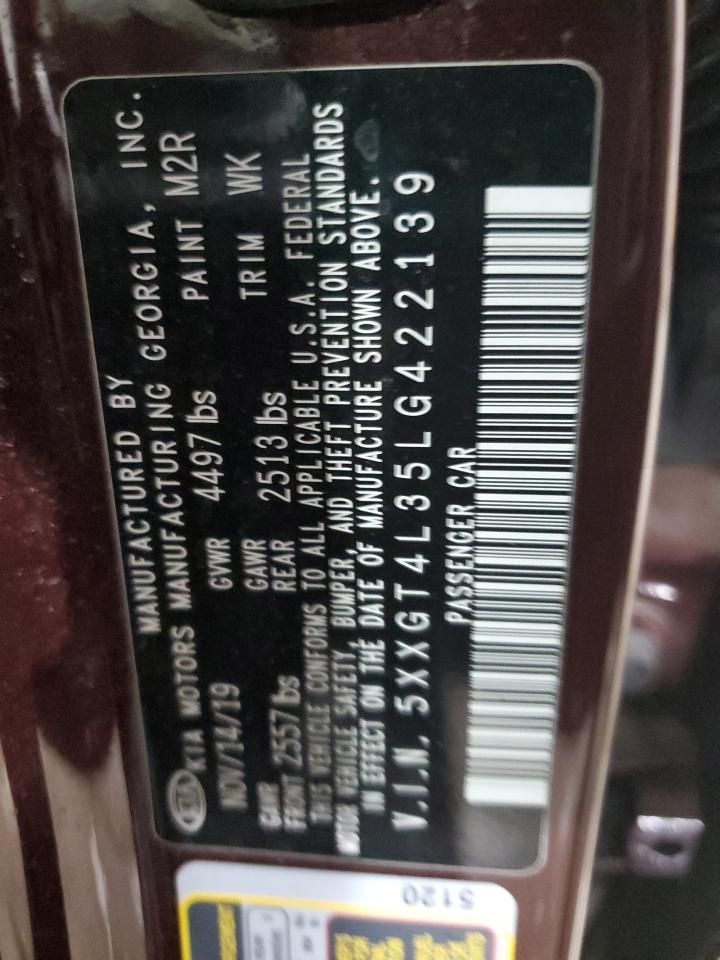 MANUFACTURED BY
KIA KIA MOTORS MANUFACTURING GEORGIA, INC.
NOV/14/19 GVWR 4497 lbs PAINT M2R
GAWR FRONT 2557 lbs GAWR REAR 2513 lbs TRIM WK
THIS VEHICLE CONFORMS TO ALL APPLICABLE U.S.A. FEDERAL
MOTOR VEHICLE SAFETY, BUMPER, AND THEFT PREVENTION STANDARDS
IN EFFECT ON THE DATE OF MANUFACTURE SHOWN ABOVE.
V.I.N. 5XXGT4L35LG422139
PASSENGER CAR
5120